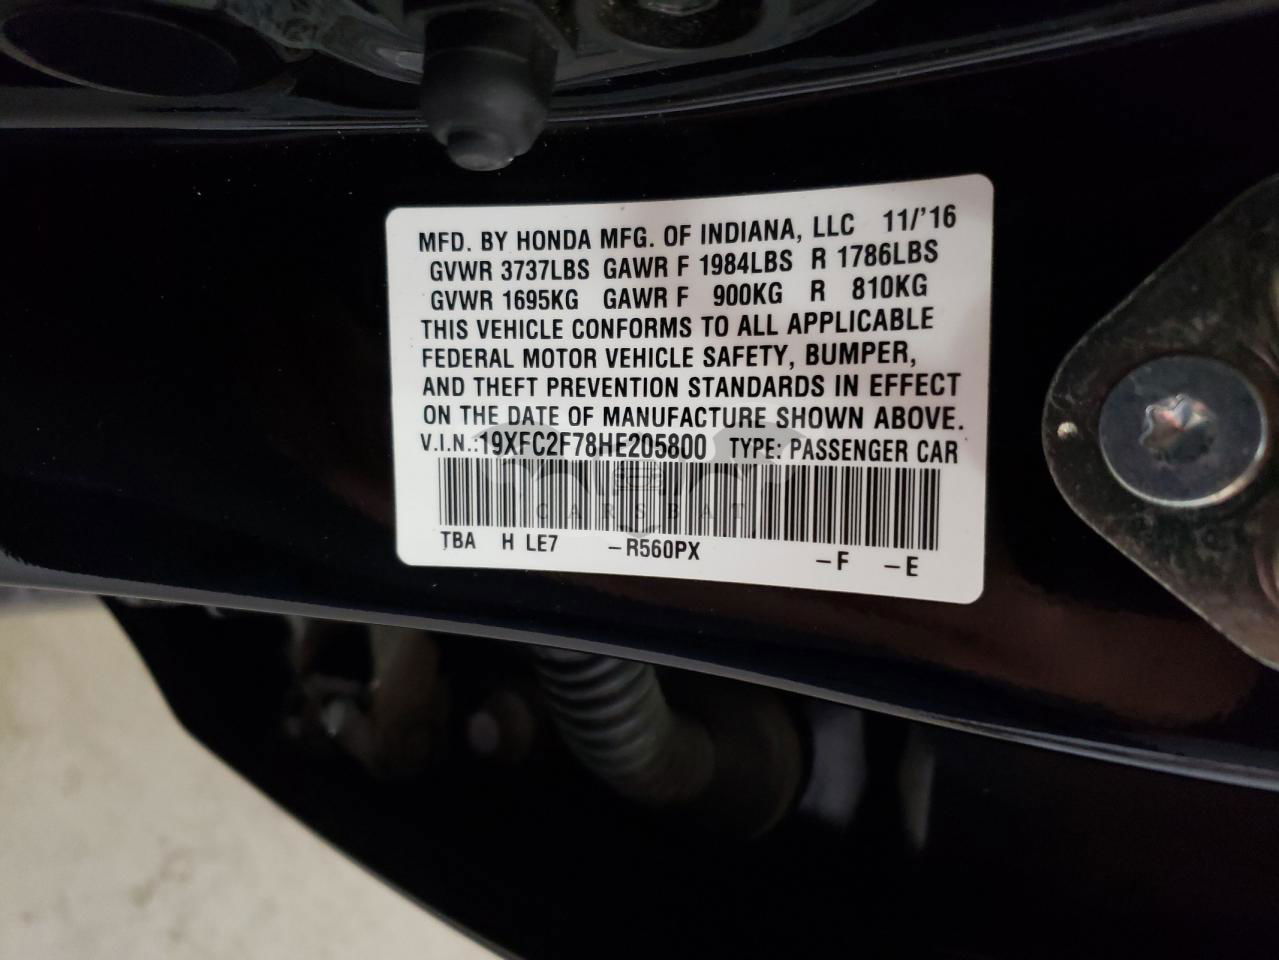 MFD. BY HONDA MFG. OF INDIANA, LLC 11/'16
GVWR 3737LBS GAWR F 1984LBS R 1786LBS
GVWR 1695KG GAWR F 900KG R 810KG
THIS VEHICLE CONFORMS TO ALL APPLICABLE
FEDERAL MOTOR VEHICLE SAFETY, BUMPER,
AND THEFT PREVENTION STANDARDS IN EFFECT
ON THE DATE OF MANUFACTURE SHOWN ABOVE.
V.I.N.:19XFC2F78HE205800 TYPE: PASSENGER CAR
CARSBAT
TBA H LE7 –R560PX –F –E